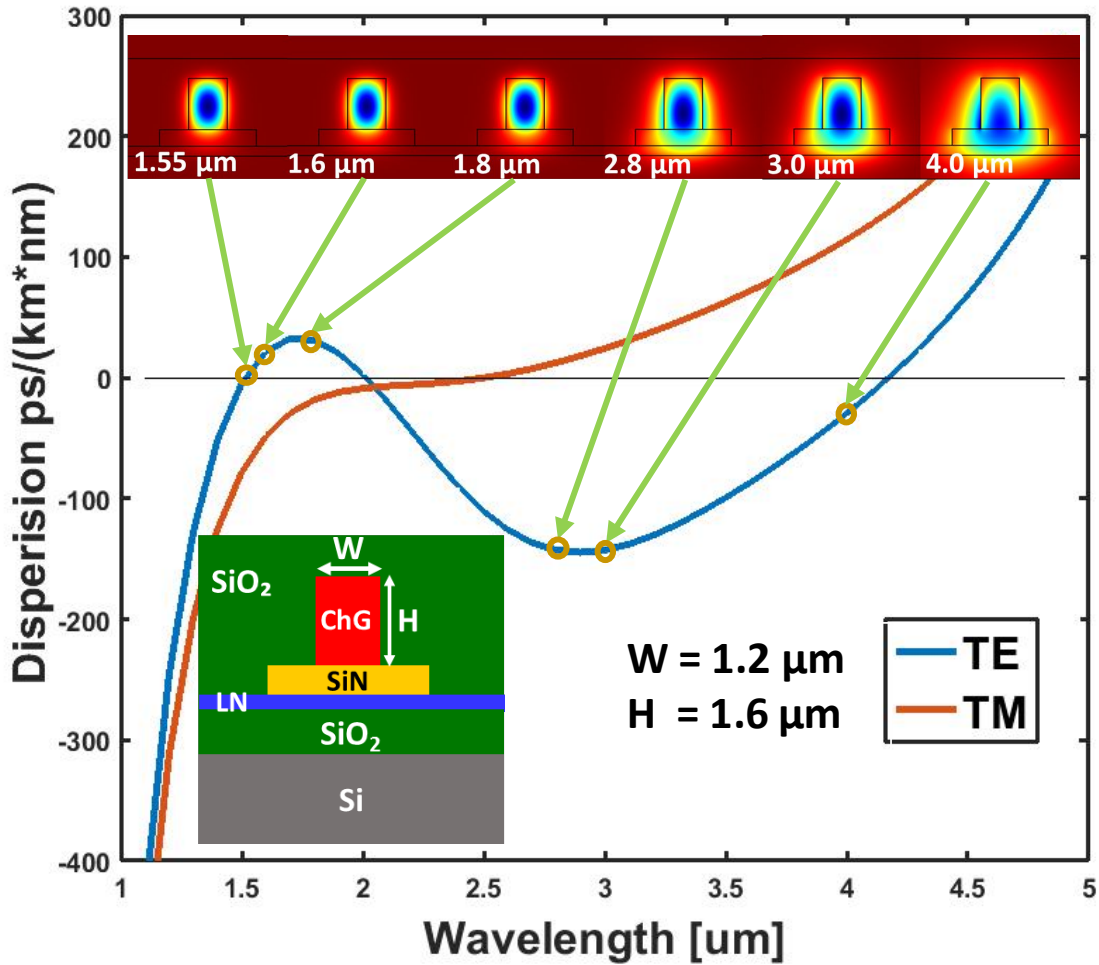 300
200
100
0
-100
-200
-300
-400
Disperision ps/(km*nm)
1.55 µm
1.6 µm
1.8 µm
2.8 µm
3.0 µm
4.0 µm
W
SiO₂
ChG
H
SiN
LN
SiO₂
Si
W = 1.2 µm
H = 1.6 µm
TE
TM
1 1.5 2 2.5 3 3.5 4 4.5 5
Wavelength [um]